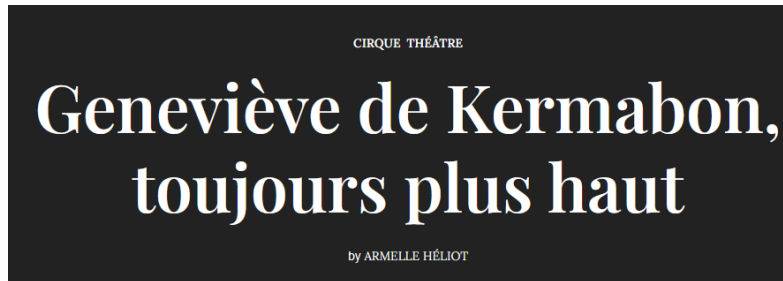 CIRQUE THÉÂTRE
Geneviève de Kermabon,
toujours plus haut
by ARMELLE HÉLIOT